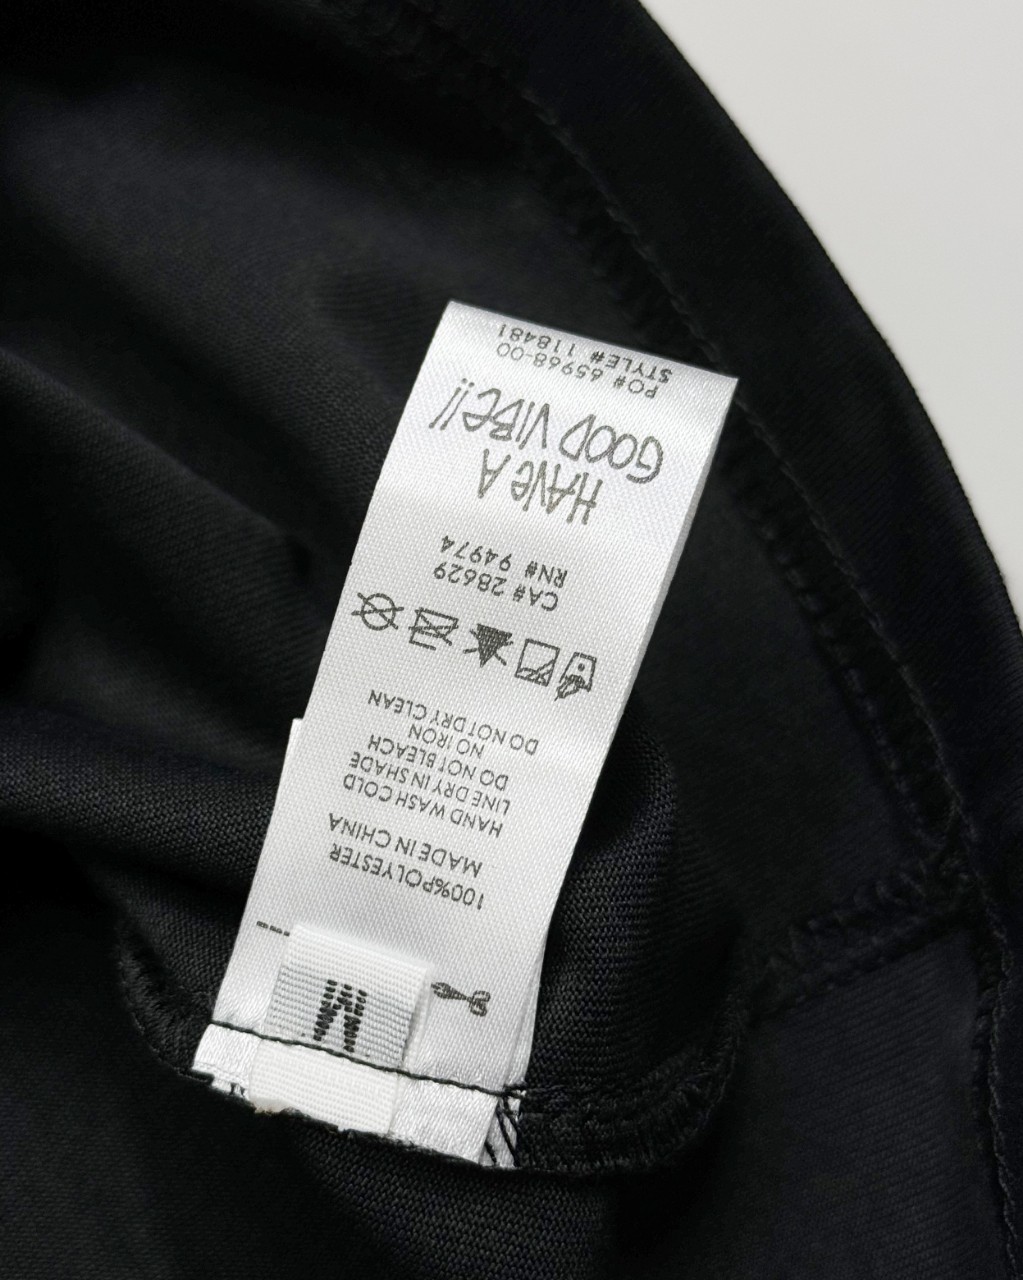 M
100%POLYESTER
MADE IN CHINA
HAND WASH COLD
LINE DRY IN SHADE
DO NOT BLEACH
NO IRON
DO NOT DRY CLEAN
CA# 28629
RN# 94974
HAVE A
GOOD VIBE!!
PO# 65968-00
STYLE# 118481